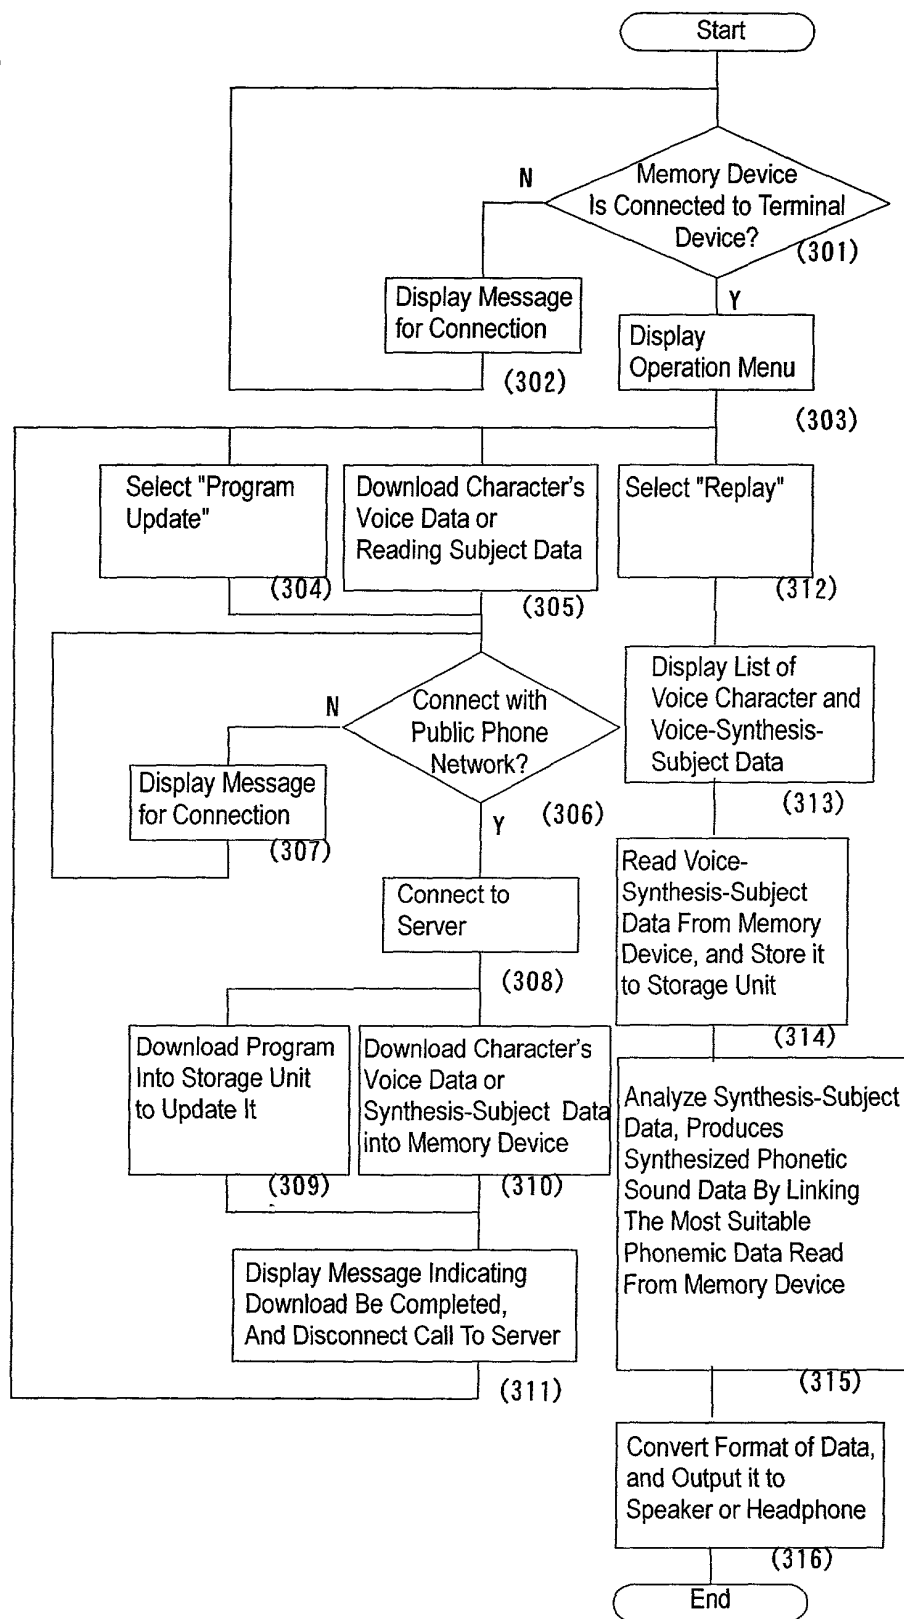 Start
Memory Device
Is Connected to Terminal
Device?
(301)
N
Y
Display Message
for Connection
(302)
Display
Operation Menu
(303)
Select "Program
Update"
(304)
Download Character's
Voice Data or
Reading Subject Data
(305)
Select "Replay"
(312)
Connect with
Public Phone
Network?
(306)
N
Y
Display Message
for Connection
(307)
Display List of
Voice Character and
Voice-Synthesis-
Subject Data
(313)
Connect to
Server
(308)
Read Voice-
Synthesis-Subject
Data From Memory
Device, and Store it
to Storage Unit
(314)
Download Program
Into Storage Unit
to Update It
(309)
Download Character's
Voice Data or
Synthesis-Subject Data
into Memory Device
(310)
Analyze Synthesis-Subject
Data, Produces
Synthesized Phonetic
Sound Data By Linking
The Most Suitable
Phonemic Data Read
From Memory Device
(315)
Display Message Indicating
Download Be Completed,
And Disconnect Call To Server
(311)
Convert Format of Data,
and Output it to
Speaker or Headphone
(316)
End